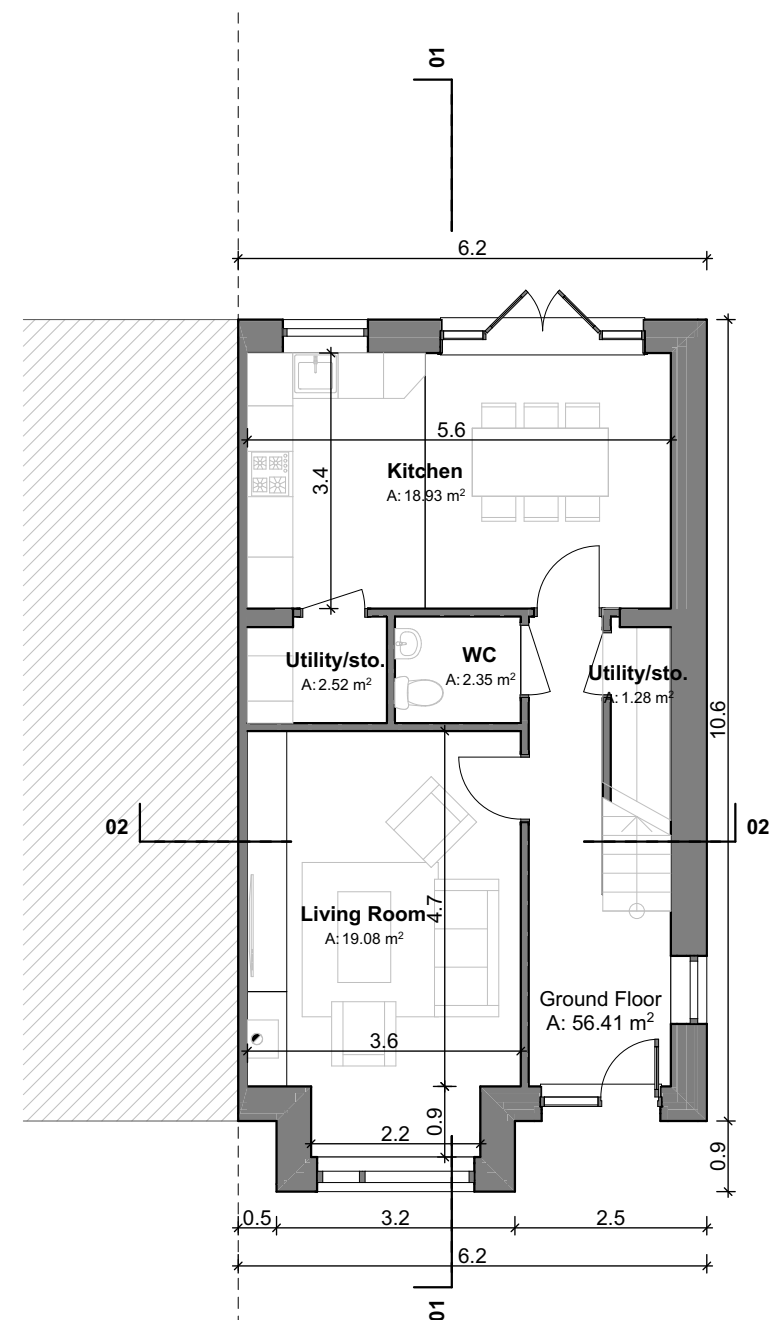 01
6.2
5.6
3.4
Kitchen
A: 18.93 m²
Utility/sto.
A: 2.52 m²
WC
A: 2.35 m²
Utility/sto.
A: 1.28 m²
10.6
02
02
4.7
Living Room
A: 19.08 m²
Ground Floor
A: 56.41 m²
3.6
0.9
2.2
0.9
0.5
3.2
2.5
6.2
01